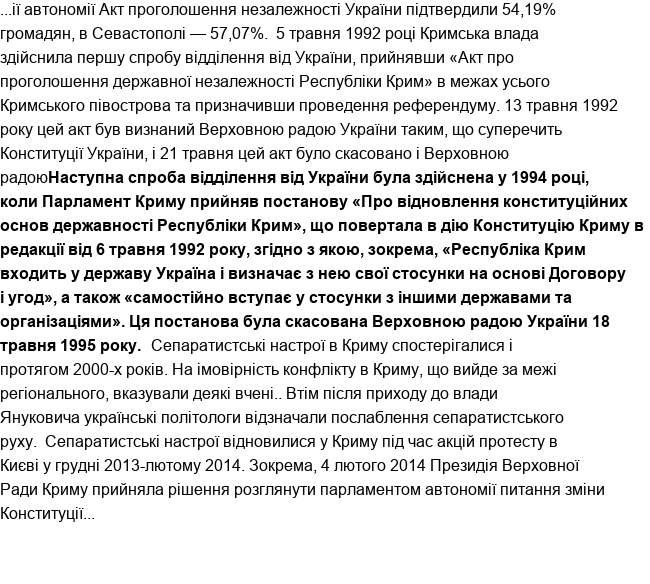 ...ії автономії Акт проголошення незалежності України підтвердили 54,19%
громадян, в Севастополі — 57,07%.  5 травня 1992 році Кримська влада
здійснила першу спробу відділення від України, прийнявши «Акт про
проголошення державної незалежності Республіки Крим» в межах усього
Кримського півострова та призначивши проведення референдуму. 13 травня 1992
року цей акт був визнаний Верховною радою України таким, що суперечить
Конституції України, і 21 травня цей акт було скасовано і Верховною
радоюНаступна спроба відділення від України була здійснена у 1994 році,
коли Парламент Криму прийняв постанову «Про відновлення конституційних
основ державності Республіки Крим», що повертала в дію Конституцію Криму в
редакції від 6 травня 1992 року, згідно з якою, зокрема, «Республіка Крим
входить у державу Україна і визначає з нею свої стосунки на основі Договору
і угод», а також «самостійно вступає у стосунки з іншими державами та
організаціями». Ця постанова була скасована Верховною радою України 18
травня 1995 року.  Сепаратистські настрої в Криму спостерігалися і
протягом 2000-х років. На імовірність конфлікту в Криму, що вийде за межі
регіонального, вказували деякі вчені.. Втім після приходу до влади
Януковича українські політологи відзначали послаблення сепаратистського
руху.  Сепаратистські настрої відновилися у Криму під час акцій протесту в
Києві у грудні 2013-лютому 2014. Зокрема, 4 лютого 2014 Президія Верховної
Ради Криму прийняла рішення розглянути парламентом автономії питання зміни
Конституції...